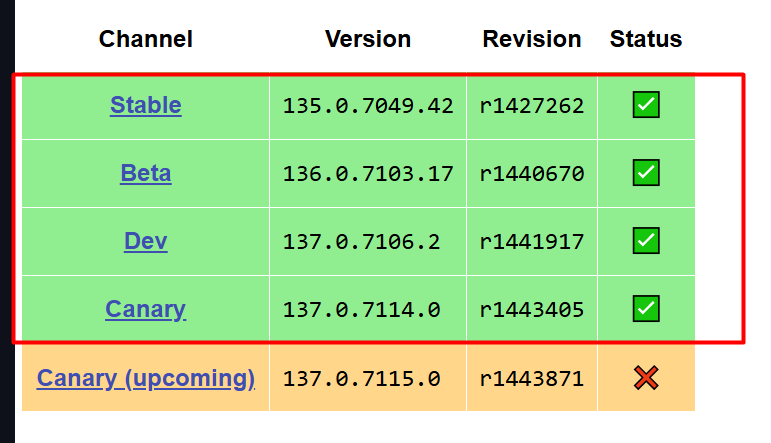 Channel Version Revision Status
Stable 135.0.7049.42 r1427262 ✅
Beta 136.0.7103.17 r1440670 ✅
Dev 137.0.7106.2 r1441917 ✅
Canary 137.0.7114.0 r1443405 ✅
Canary (upcoming) 137.0.7115.0 r1443871 ❌